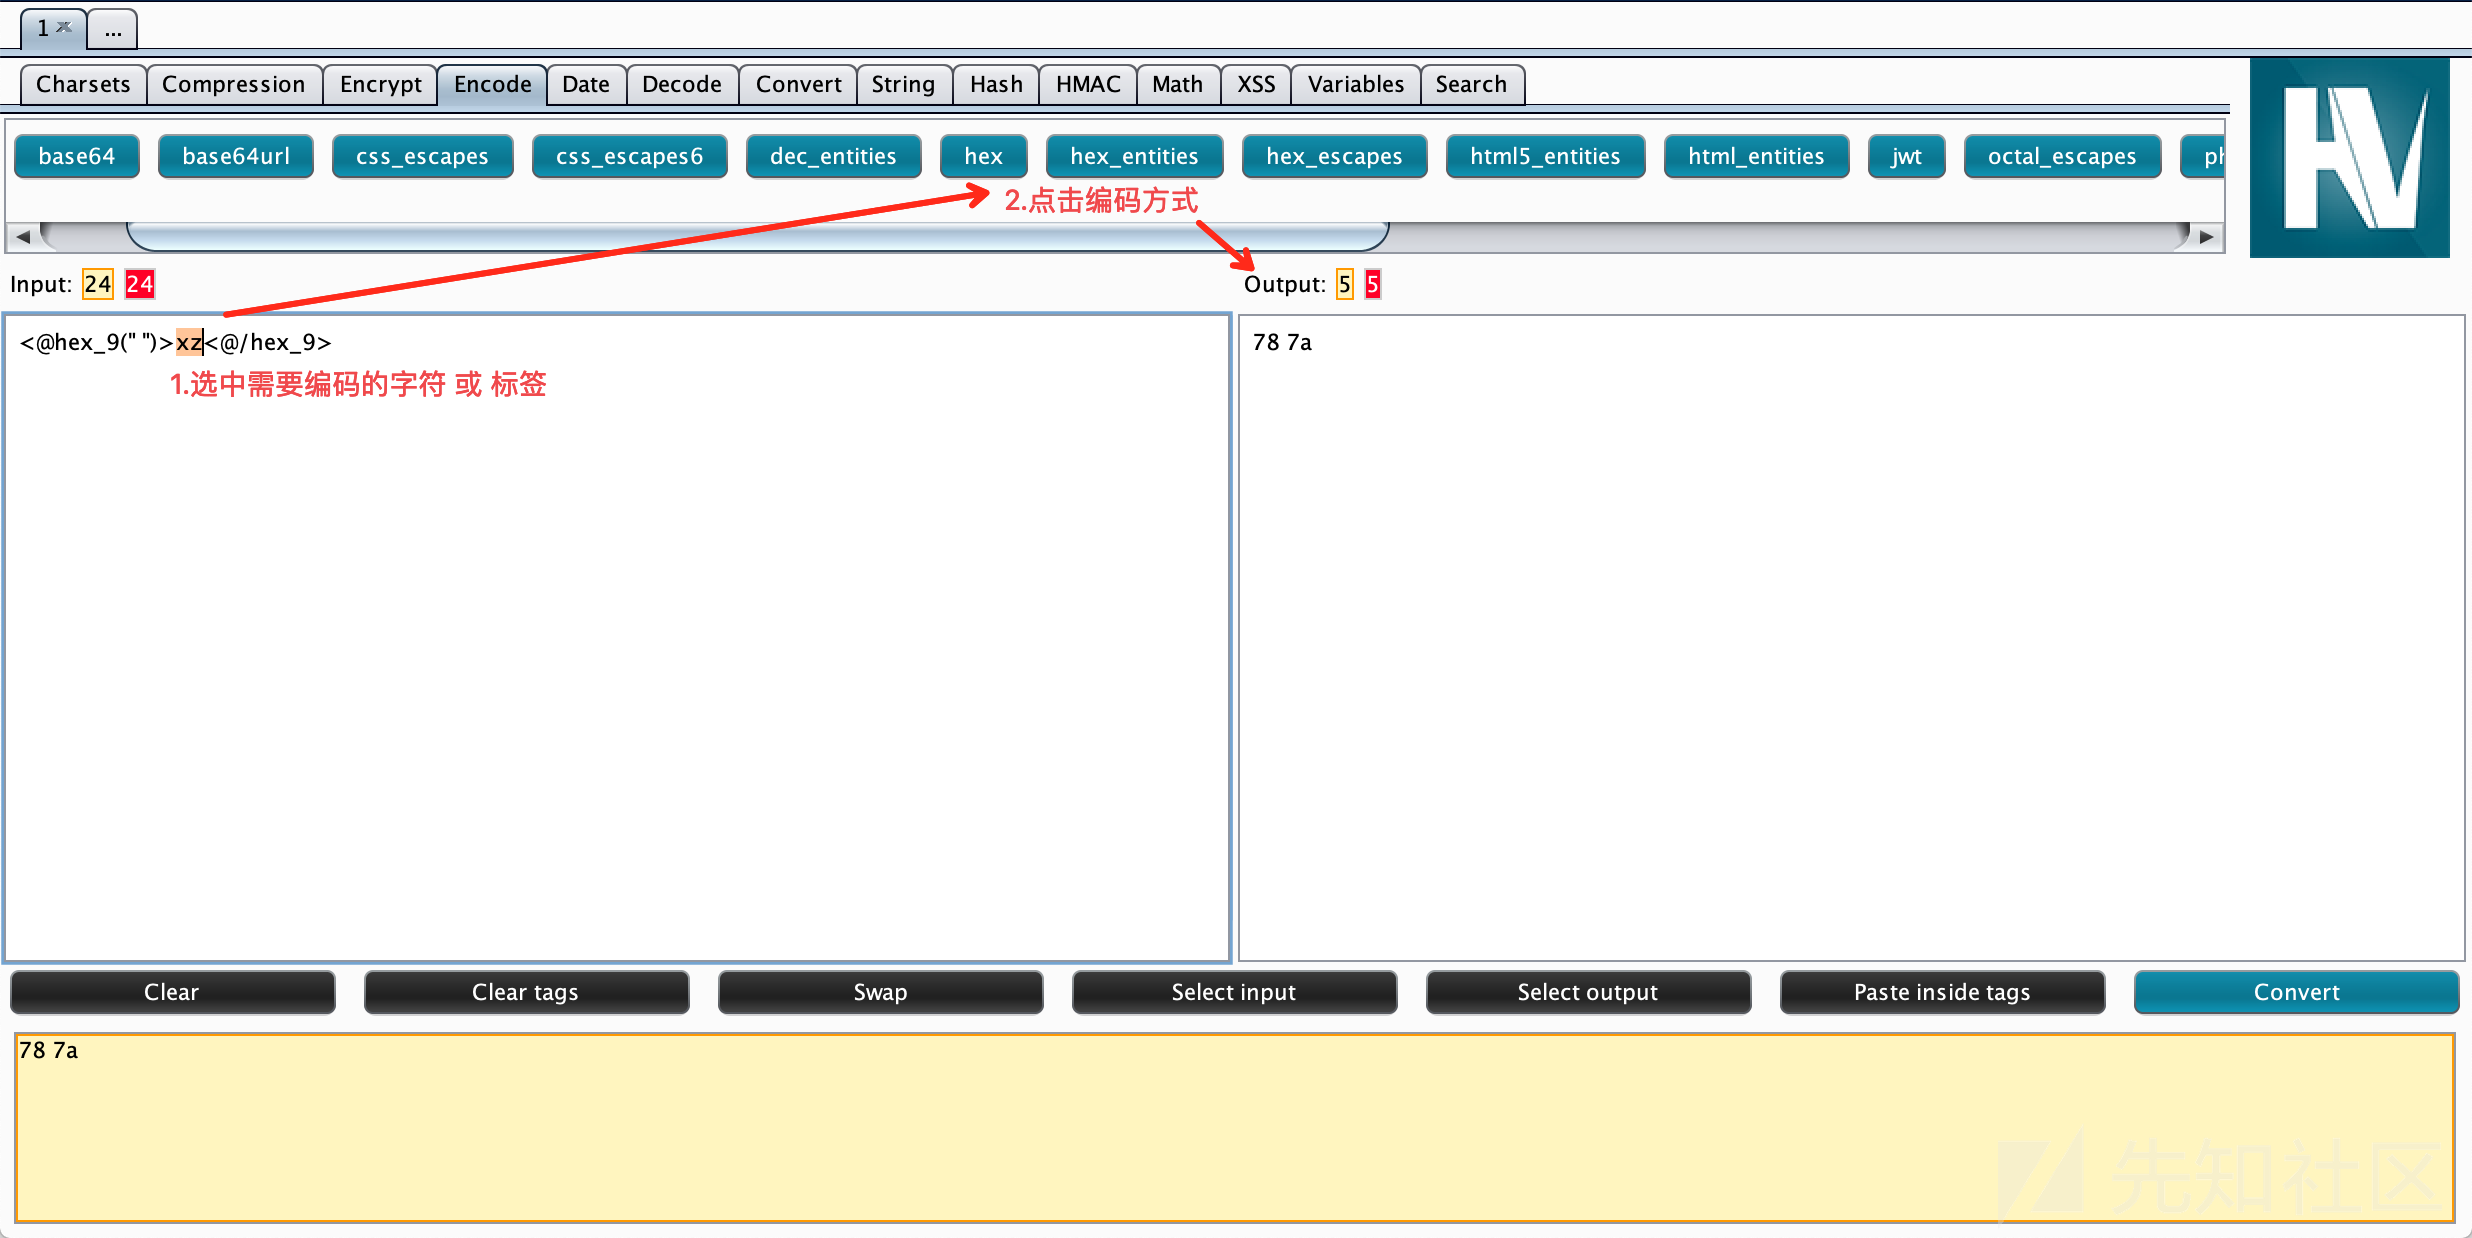 1 x ...
Charsets Compression Encrypt Encode Date Decode Convert String Hash HMAC Math XSS Variables Search
HV
base64 base64url css_escapes css_escapes6 dec_entities hex hex_entities hex_escapes html5_entities html_entities jwt octal_escapes
2.点击编码方式
Input: 24 24
Output: 5 5
<@hex_9(" ")>xz<@/hex_9>
78 7a
1.选中需要编码的字符 或 标签
Clear Clear tags Swap Select input Select output Paste inside tags Convert
78 7a
先知社区